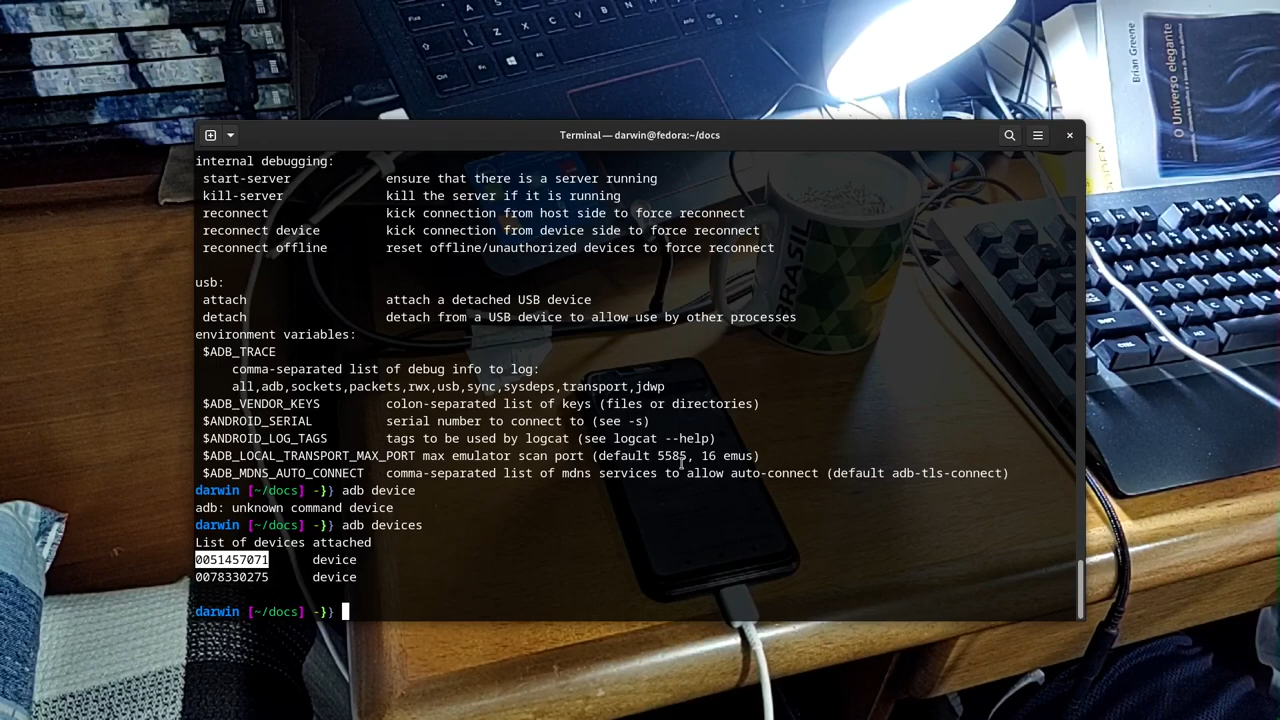 Brian Greene
O Universo elegante
Terminal — darwin@fedora:~/docs
internal debugging:
start-server ensure that there is a server running
kill-server kill the server if it is running
reconnect kick connection from host side to force reconnect
reconnect device kick connection from device side to force reconnect
reconnect offline reset offline/unauthorized devices to force reconnect
usb:
attach attach a detached USB device
detach detach from a USB device to allow use by other processes
environment variables:
$ADB_TRACE
comma-separated list of debug info to log:
all,adb,sockets,packets,rwx,usb,sync,sysdeps,transport,jdwp
$ADB_VENDOR_KEYS colon-separated list of keys (files or directories)
$ANDROID_SERIAL serial number to connect to (see -s)
$ANDROID_LOG_TAGS tags to be used by logcat (see logcat --help)
$ADB_LOCAL_TRANSPORT_MAX_PORT max emulator scan port (default 5585, 16 emus)
$ADB_MDNS_AUTO_CONNECT comma-separated list of mdns services to allow auto-connect (default adb-tls-connect)
darwin [~/docs] -}} adb device
adb: unknown command device
darwin [~/docs] -}} adb devices
List of devices attached
0051457071 device
0078330275 device
darwin [~/docs] -}}
BRASIL
Ctrl
Alt
Alt
Ctrl